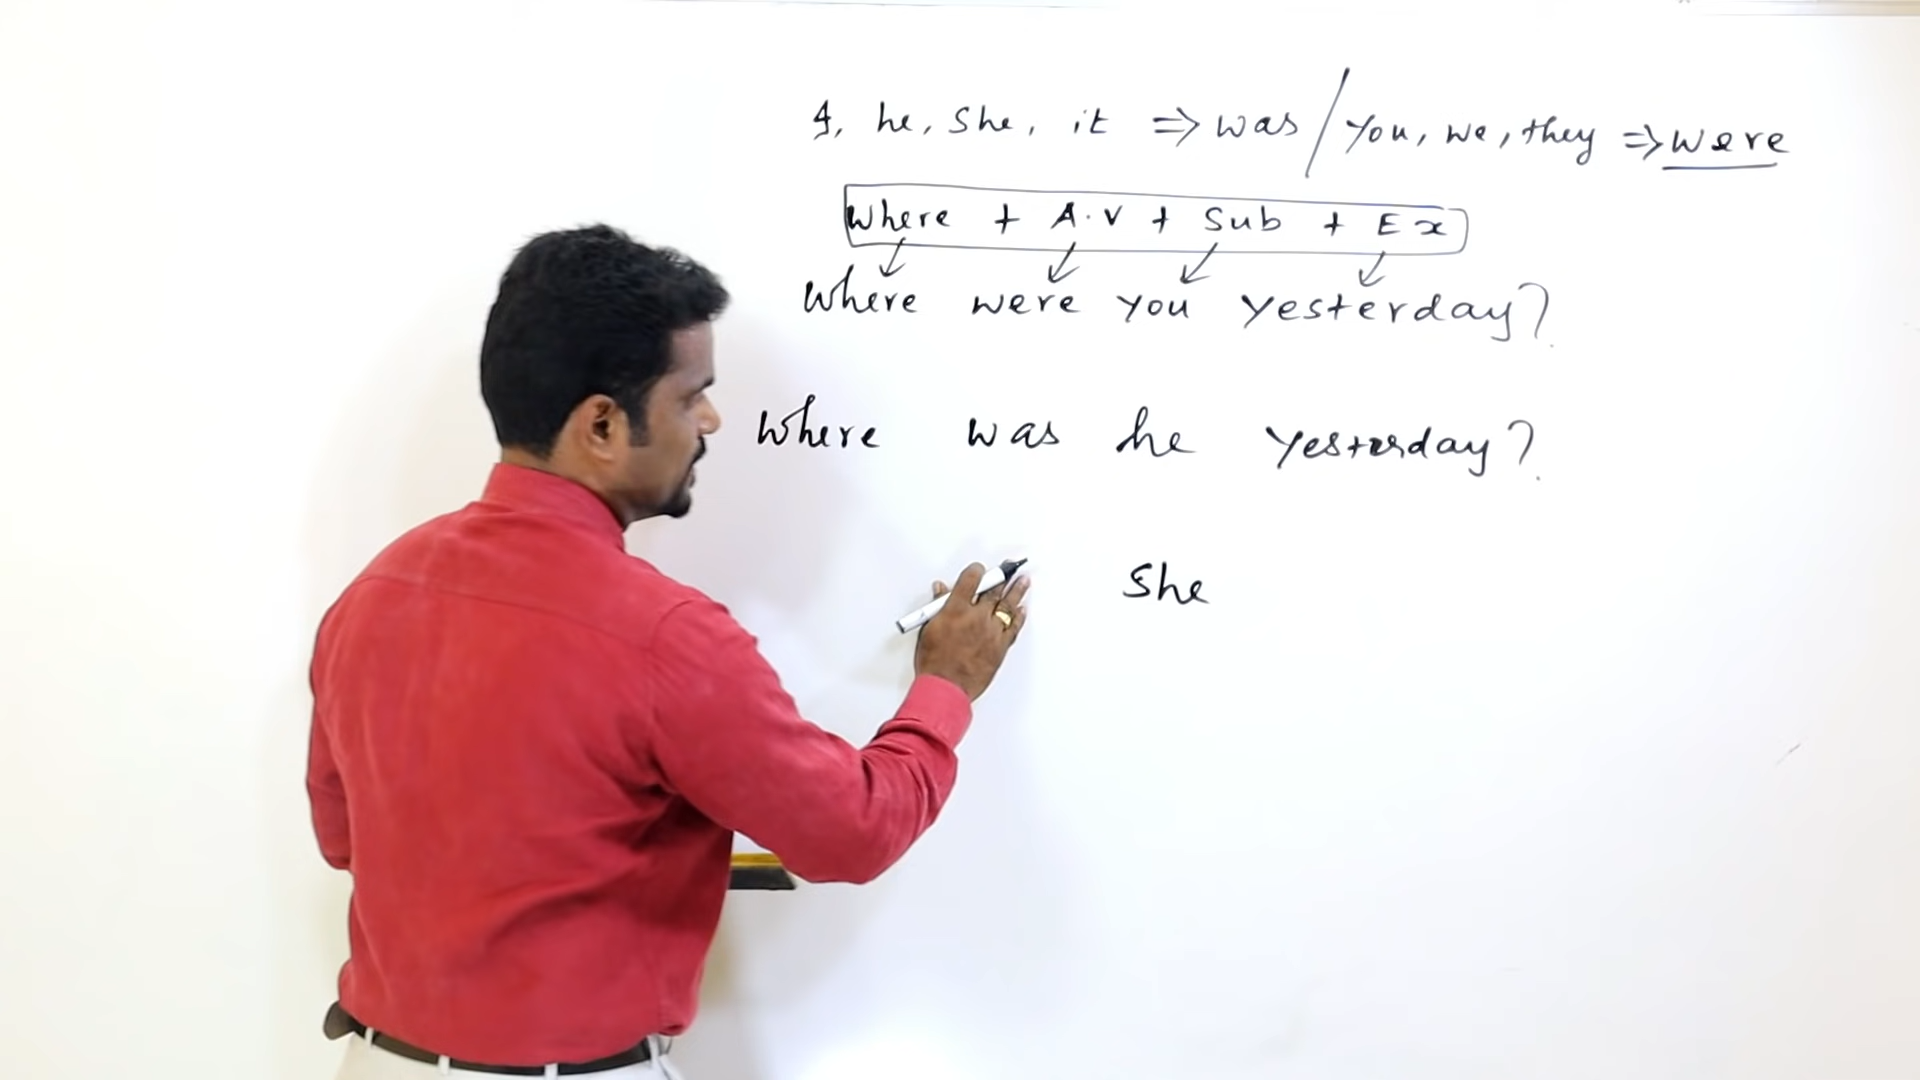 I, he, She, it => was / You, we, they => were
Where + A.V + Sub + Ex
Where were you yesterday?
Where was he yesterday?
She